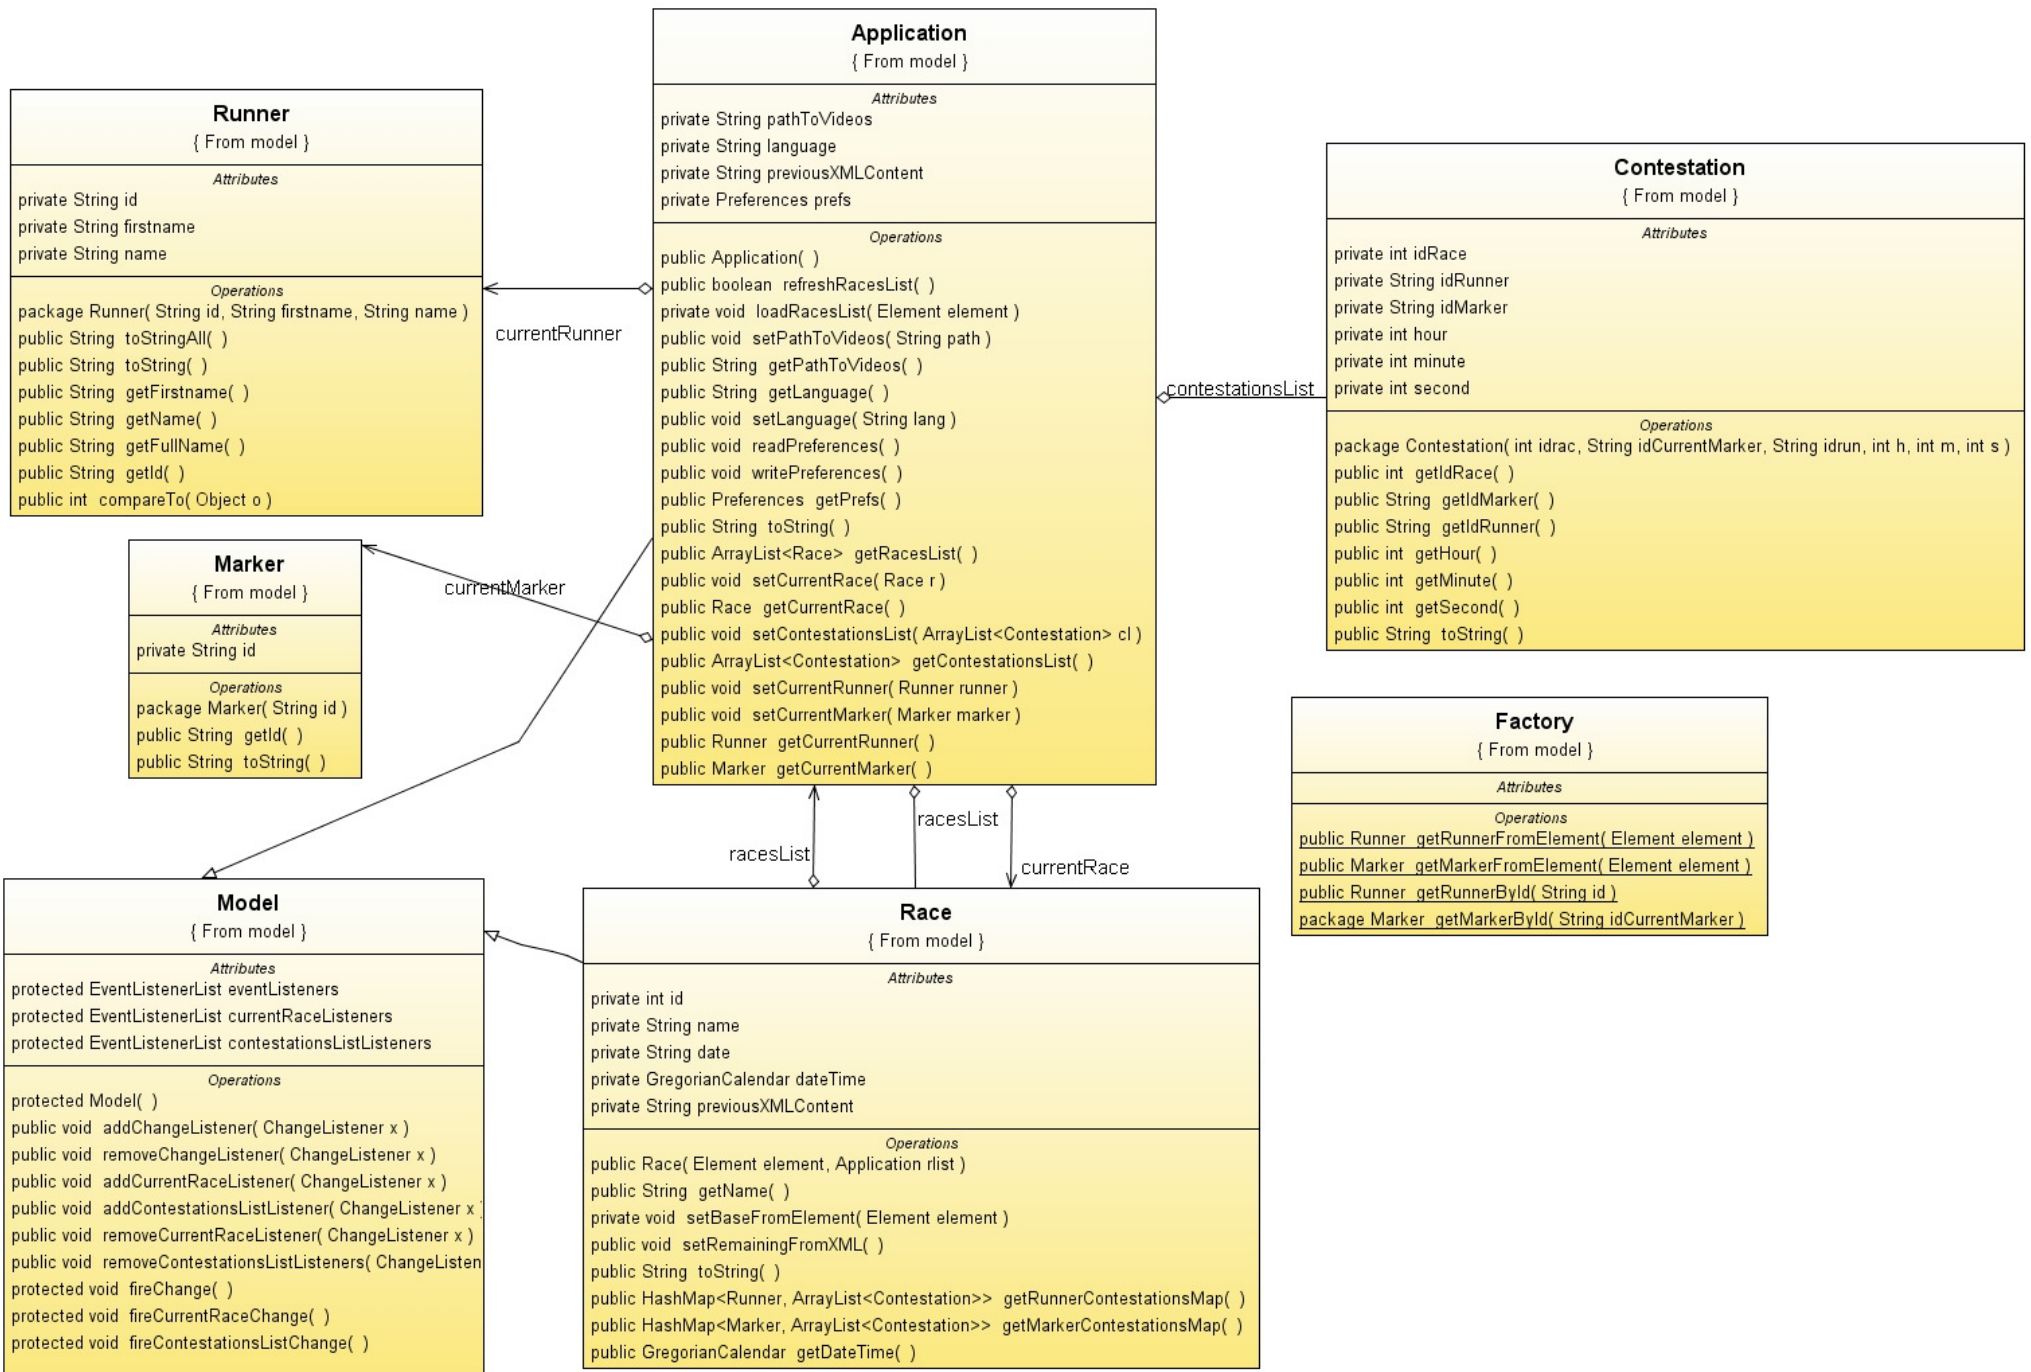 Application
{ From model }
Attributes
private String pathToVideos
private String language
private String previousXMLContent
private Preferences prefs
Operations
public Application( )
public boolean refreshRacesList( )
private void loadRacesList( Element element )
public void setPathToVideos( String path )
public String getPathToVideos( )
public String getLanguage( )
public void setLanguage( String lang )
public void readPreferences( )
public void writePreferences( )
public Preferences getPrefs( )
public String toString( )
public ArrayList<Race> getRacesList( )
public void setCurrentRace( Race r )
public Race getCurrentRace( )
public void setContestationsList( ArrayList<Contestation> cl )
public ArrayList<Contestation> getContestationsList( )
public void setCurrentRunner( Runner runner )
public void setCurrentMarker( Marker marker )
public Runner getCurrentRunner( )
public Marker getCurrentMarker( )
Runner
{ From model }
Attributes
private String id
private String firstname
private String name
Operations
package Runner( String id, String firstname, String name )
public String toStringAll( )
public String toString( )
public String getFirstname( )
public String getName( )
public String getFullName( )
public String getId( )
public int compareTo( Object o )
currentRunner
Contestation
{ From model }
Attributes
private int idRace
private String idRunner
private String idMarker
private int hour
private int minute
private int second
Operations
package Contestation( int idrac, String idCurrentMarker, String idrun, int h, int m, int s )
public int getIdRace( )
public String getIdMarker( )
public String getIdRunner( )
public int getHour( )
public int getMinute( )
public int getSecond( )
public String toString( )
contestationsList
Marker
{ From model }
Attributes
private String id
Operations
package Marker( String id )
public String getId( )
public String toString( )
currentMarker
Factory
{ From model }
Attributes
Operations
public Runner getRunnerFromElement( Element element )
public Marker getMarkerFromElement( Element element )
public Runner getRunnerById( String id )
package Marker getMarkerById( String idCurrentMarker )
racesList
racesList
currentRace
Model
{ From model }
Attributes
protected EventListenerList eventListeners
protected EventListenerList currentRaceListeners
protected EventListenerList contestationsListListeners
Operations
protected Model( )
public void addChangeListener( ChangeListener x )
public void removeChangeListener( ChangeListener x )
public void addCurrentRaceListener( ChangeListener x )
public void addContestationsListListener( ChangeListener x )
public void removeCurrentRaceListener( ChangeListener x )
public void removeContestationsListListeners( ChangeListen
protected void fireChange( )
protected void fireCurrentRaceChange( )
protected void fireContestationsListChange( )
Race
{ From model }
Attributes
private int id
private String name
private String date
private GregorianCalendar dateTime
private String previousXMLContent
Operations
public Race( Element element, Application rlist )
public String getName( )
private void setBaseFromElement( Element element )
public void setRemainingFromXML( )
public String toString( )
public HashMap<Runner, ArrayList<Contestation>> getRunnerContestationsMap( )
public HashMap<Marker, ArrayList<Contestation>> getMarkerContestationsMap( )
public GregorianCalendar getDateTime( )